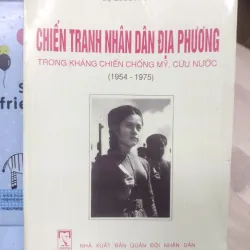 CHIẾN TRANH NHÂN DÂN ĐỊA PHƯƠNG
TRONG KHÁNG CHIẾN CHỐNG MỸ, CỨU NƯỚC
(1954 - 1975)
NHÀ XUẤT BẢN QUÂN ĐỘI NHÂN DÂN